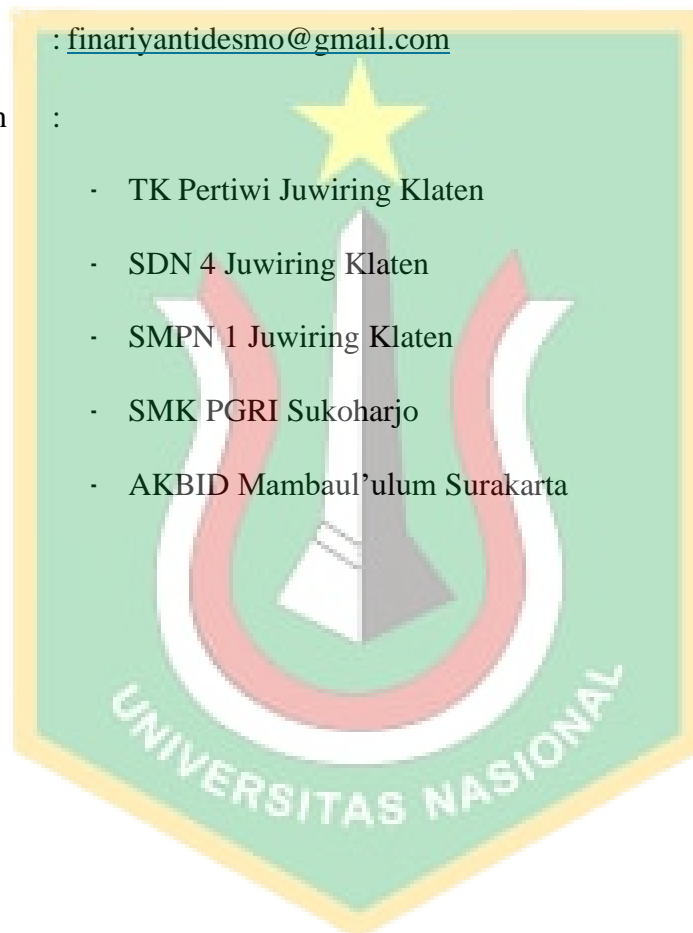 : finariyantidesmo@gmail.com
n :
- TK Pertiwi Juwiring Klaten
- SDN 4 Juwiring Klaten
- SMPN 1 Juwiring Klaten
- SMK PGRI Sukoharjo
- AKBID Mambaul’ulum Surakarta
UNIVERSITAS NASIONAL